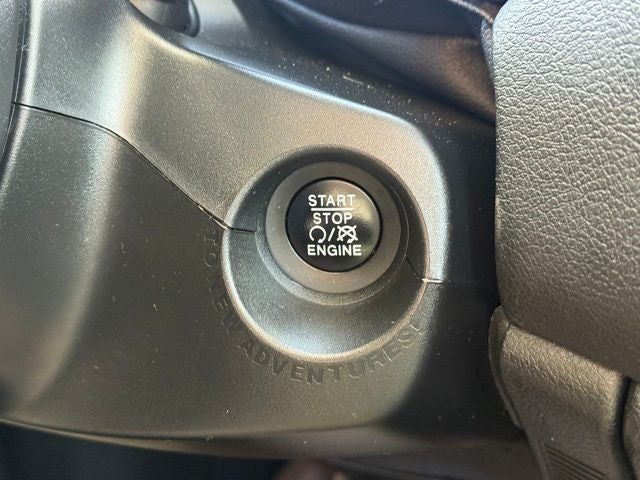 START
STOP
/
ENGINE
TO NEW ADVENTURES!